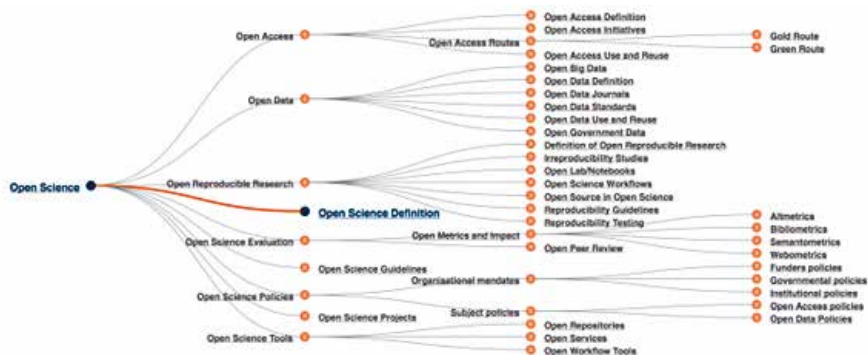 Open Science
Open Access
Open Access Definition
Open Access Initiatives
Open Access Routes
Gold Route
Green Route
Open Access Use and Reuse
Open Data
Open Big Data
Open Data Definition
Open Data Journals
Open Data Standards
Open Data Use and Reuse
Open Government Data
Open Reproducible Research
Definition of Open Reproducible Research
Irreproducibility Studies
Open Lab/Notebooks
Open Science Workflows
Open Source in Open Science
Reproducibility Guidelines
Reproducibility Testing
Open Science Definition
Open Science Evaluation
Open Metrics and Impact
Altmetrics
Bibliometrics
Semantometrics
Webometrics
Open Peer Review
Open Science Guidelines
Open Science Policies
Organisational mandates
Funders policies
Governmental policies
Institutional policies
Subject policies
Open Access policies
Open Data Policies
Open Science Projects
Open Science Tools
Open Repositories
Open Services
Open Workflow Tools